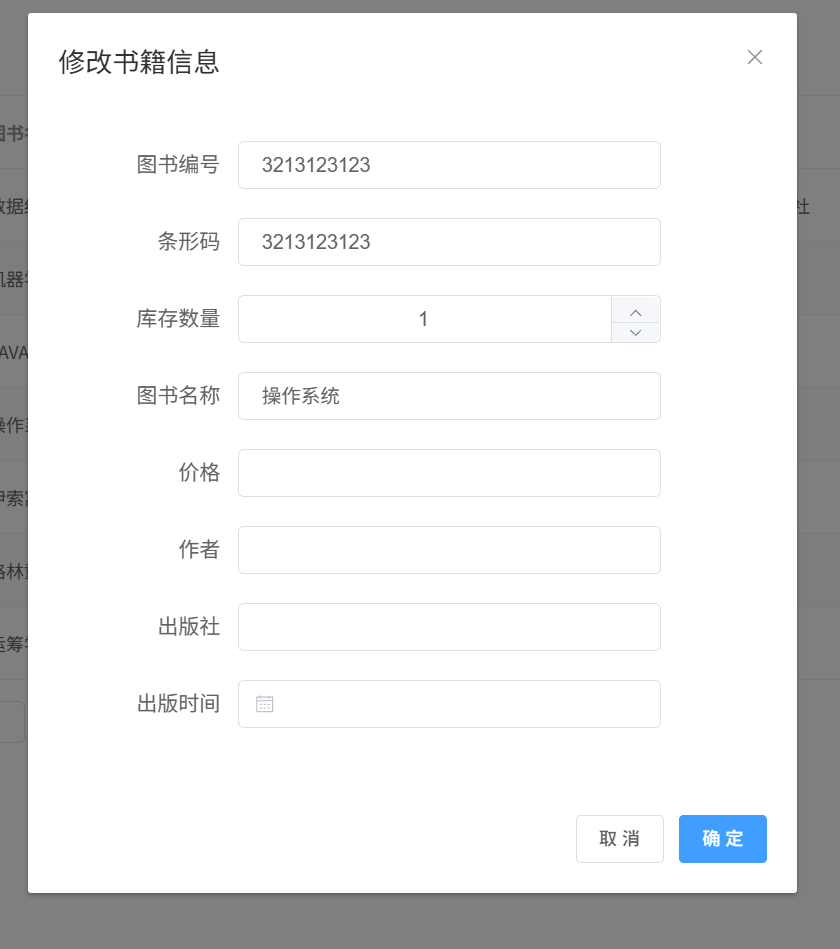 修改书籍信息
图书编号 3213123123
条形码 3213123123
库存数量 1
图书名称 操作系统
价格
作者
出版社
出版时间
取 消 确 定
社